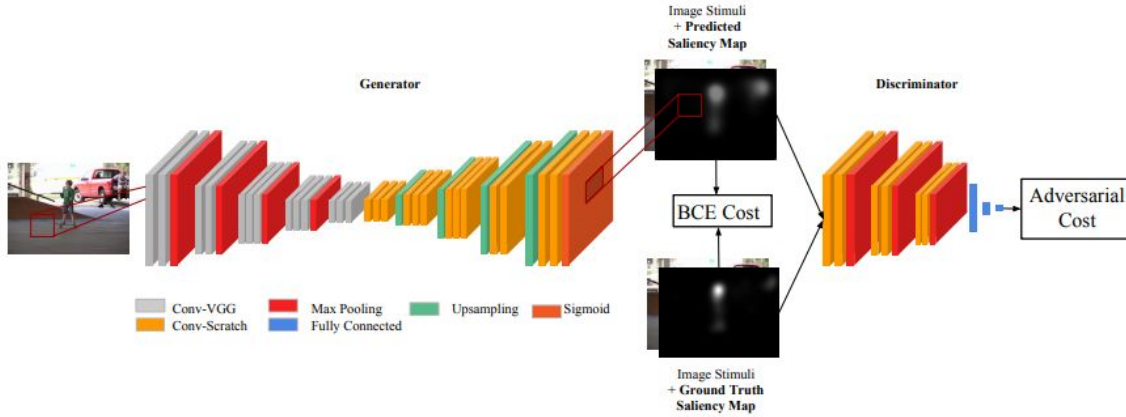 Image Stimuli
+ Predicted
Saliency Map
Generator
Discriminator
BCE Cost
Adversarial
Cost
Conv-VGG
Max Pooling
Upsampling
Sigmoid
Conv-Scratch
Fully Connected
Image Stimuli
+ Ground Truth
Saliency Map